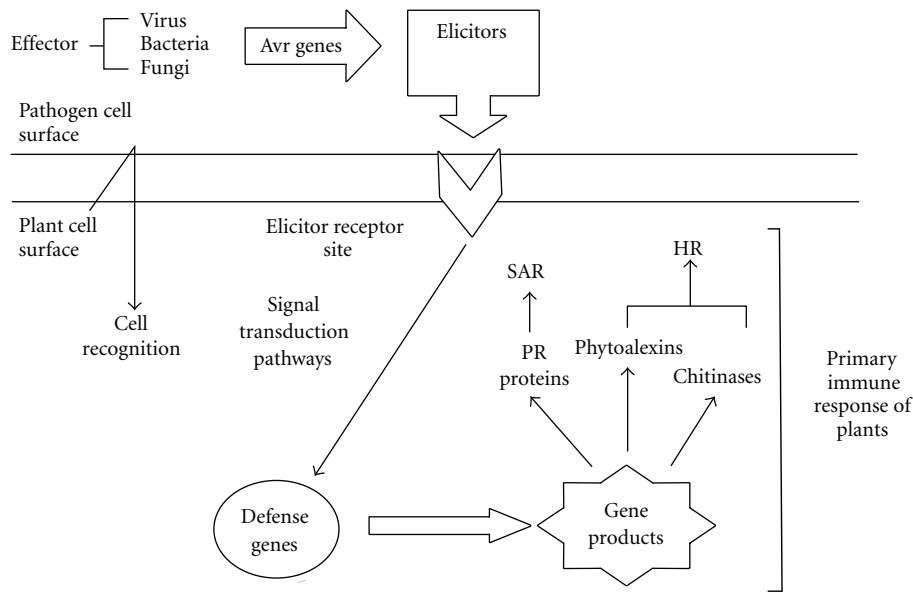 Effector
Virus
Bacteria
Fungi
Avr genes
Elicitors
Pathogen cell
surface
Plant cell
surface
Elicitor receptor
site
Cell
recognition
Signal
transduction
pathways
SAR
HR
PR
proteins
Phytoalexins
Chitinases
Primary
immune
response of
plants
Defense
genes
Gene
products